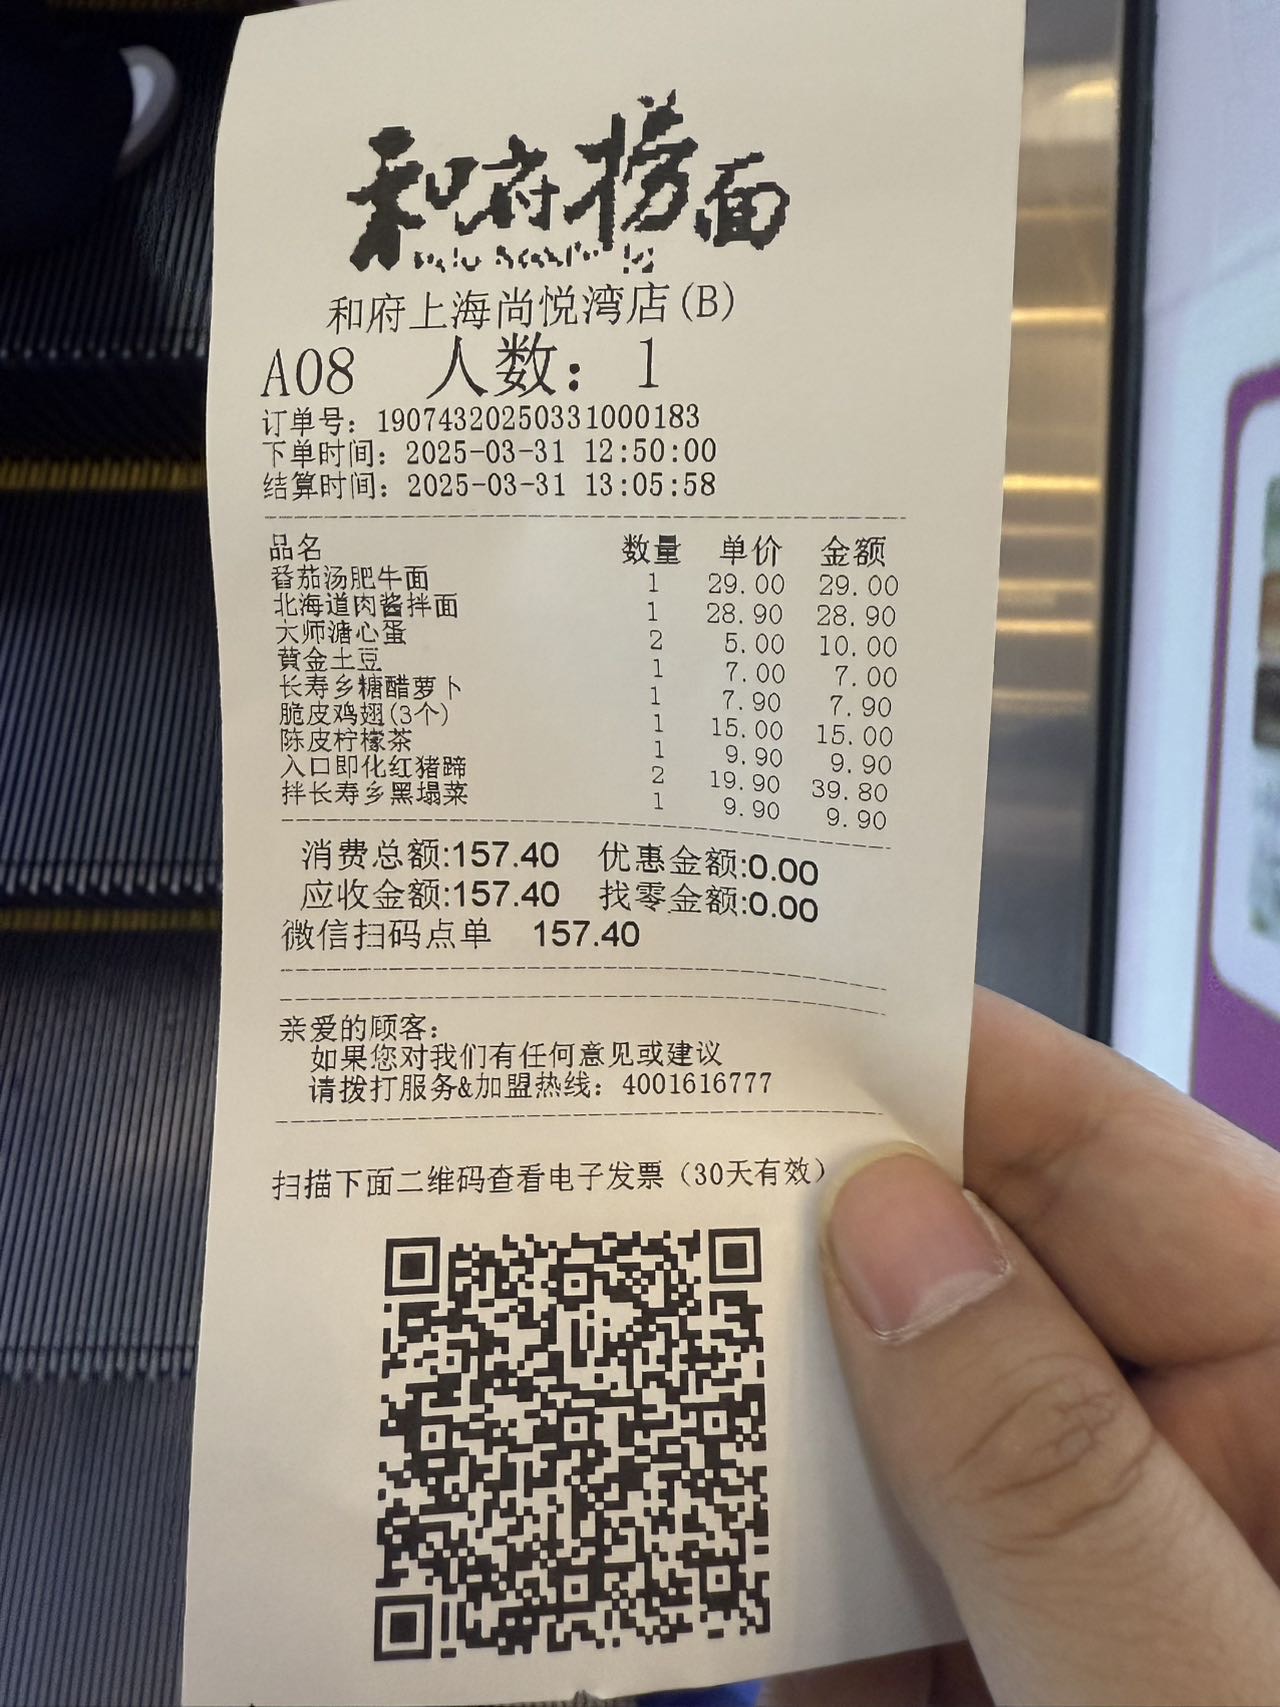 和府捞面
和府上海尚悦湾店(B)
A08 人数: 1
订单号: 19074320250331000183
下单时间: 2025-03-31 12:50:00
结算时间: 2025-03-31 13:05:58
品名 数量 单价 金额
番茄汤肥牛面 1 29.00 29.00
北海道肉酱拌面 1 28.90 28.90
大师溏心蛋 2 5.00 10.00
黄金土豆 1 7.00 7.00
长寿乡糖醋萝卜 1 7.90 7.90
脆皮鸡翅(3个) 1 15.00 15.00
陈皮柠檬茶 1 9.90 9.90
入口即化红猪蹄 2 19.90 39.80
拌长寿乡黑塌菜 1 9.90 9.90
消费总额:157.40 优惠金额:0.00
应收金额:157.40 找零金额:0.00
微信扫码点单 157.40
亲爱的顾客:
如果您对我们有任何意见或建议
请拨打服务&加盟热线: 4001616777
扫描下面二维码查看电子发票（30天有效）